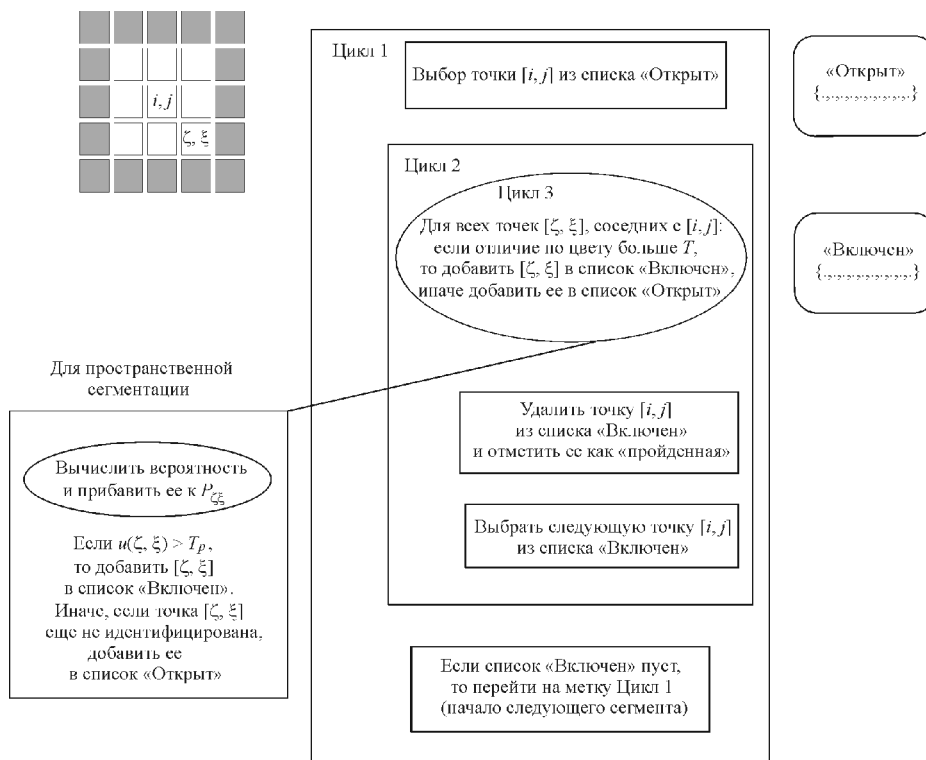 i, j
ζ, ξ
Цикл 1
Выбор точки [i, j] из списка «Открыт»
«Открыт»
{.,.,.,.,.,.,.,.,.,.,.}
Цикл 2
Цикл 3
Для всех точек [ζ, ξ], соседних с [i, j]:
если отличие по цвету больше T,
то добавить [ζ, ξ] в список «Включен»,
иначе добавить ее в список «Открыт»
«Включен»
{.,.,.,.,.,.,.,.,.,.,.}
Удалить точку [i, j]
из списка «Включен»
и отметить ее как «пройденная»
Выбрать следующую точку [i, j]
из списка «Включен»
Если список «Включен» пуст,
то перейти на метку Цикл 1
(начало следующего сегмента)
Для пространственной
сегментации
Вычислить вероятность
и прибавить ее к Pζξ
Если u(ζ, ξ) > Tp,
то добавить [ζ, ξ]
в список «Включен».
Иначе, если точка [ζ, ξ]
еще не идентифицирована,
добавить ее
в список «Открыт»